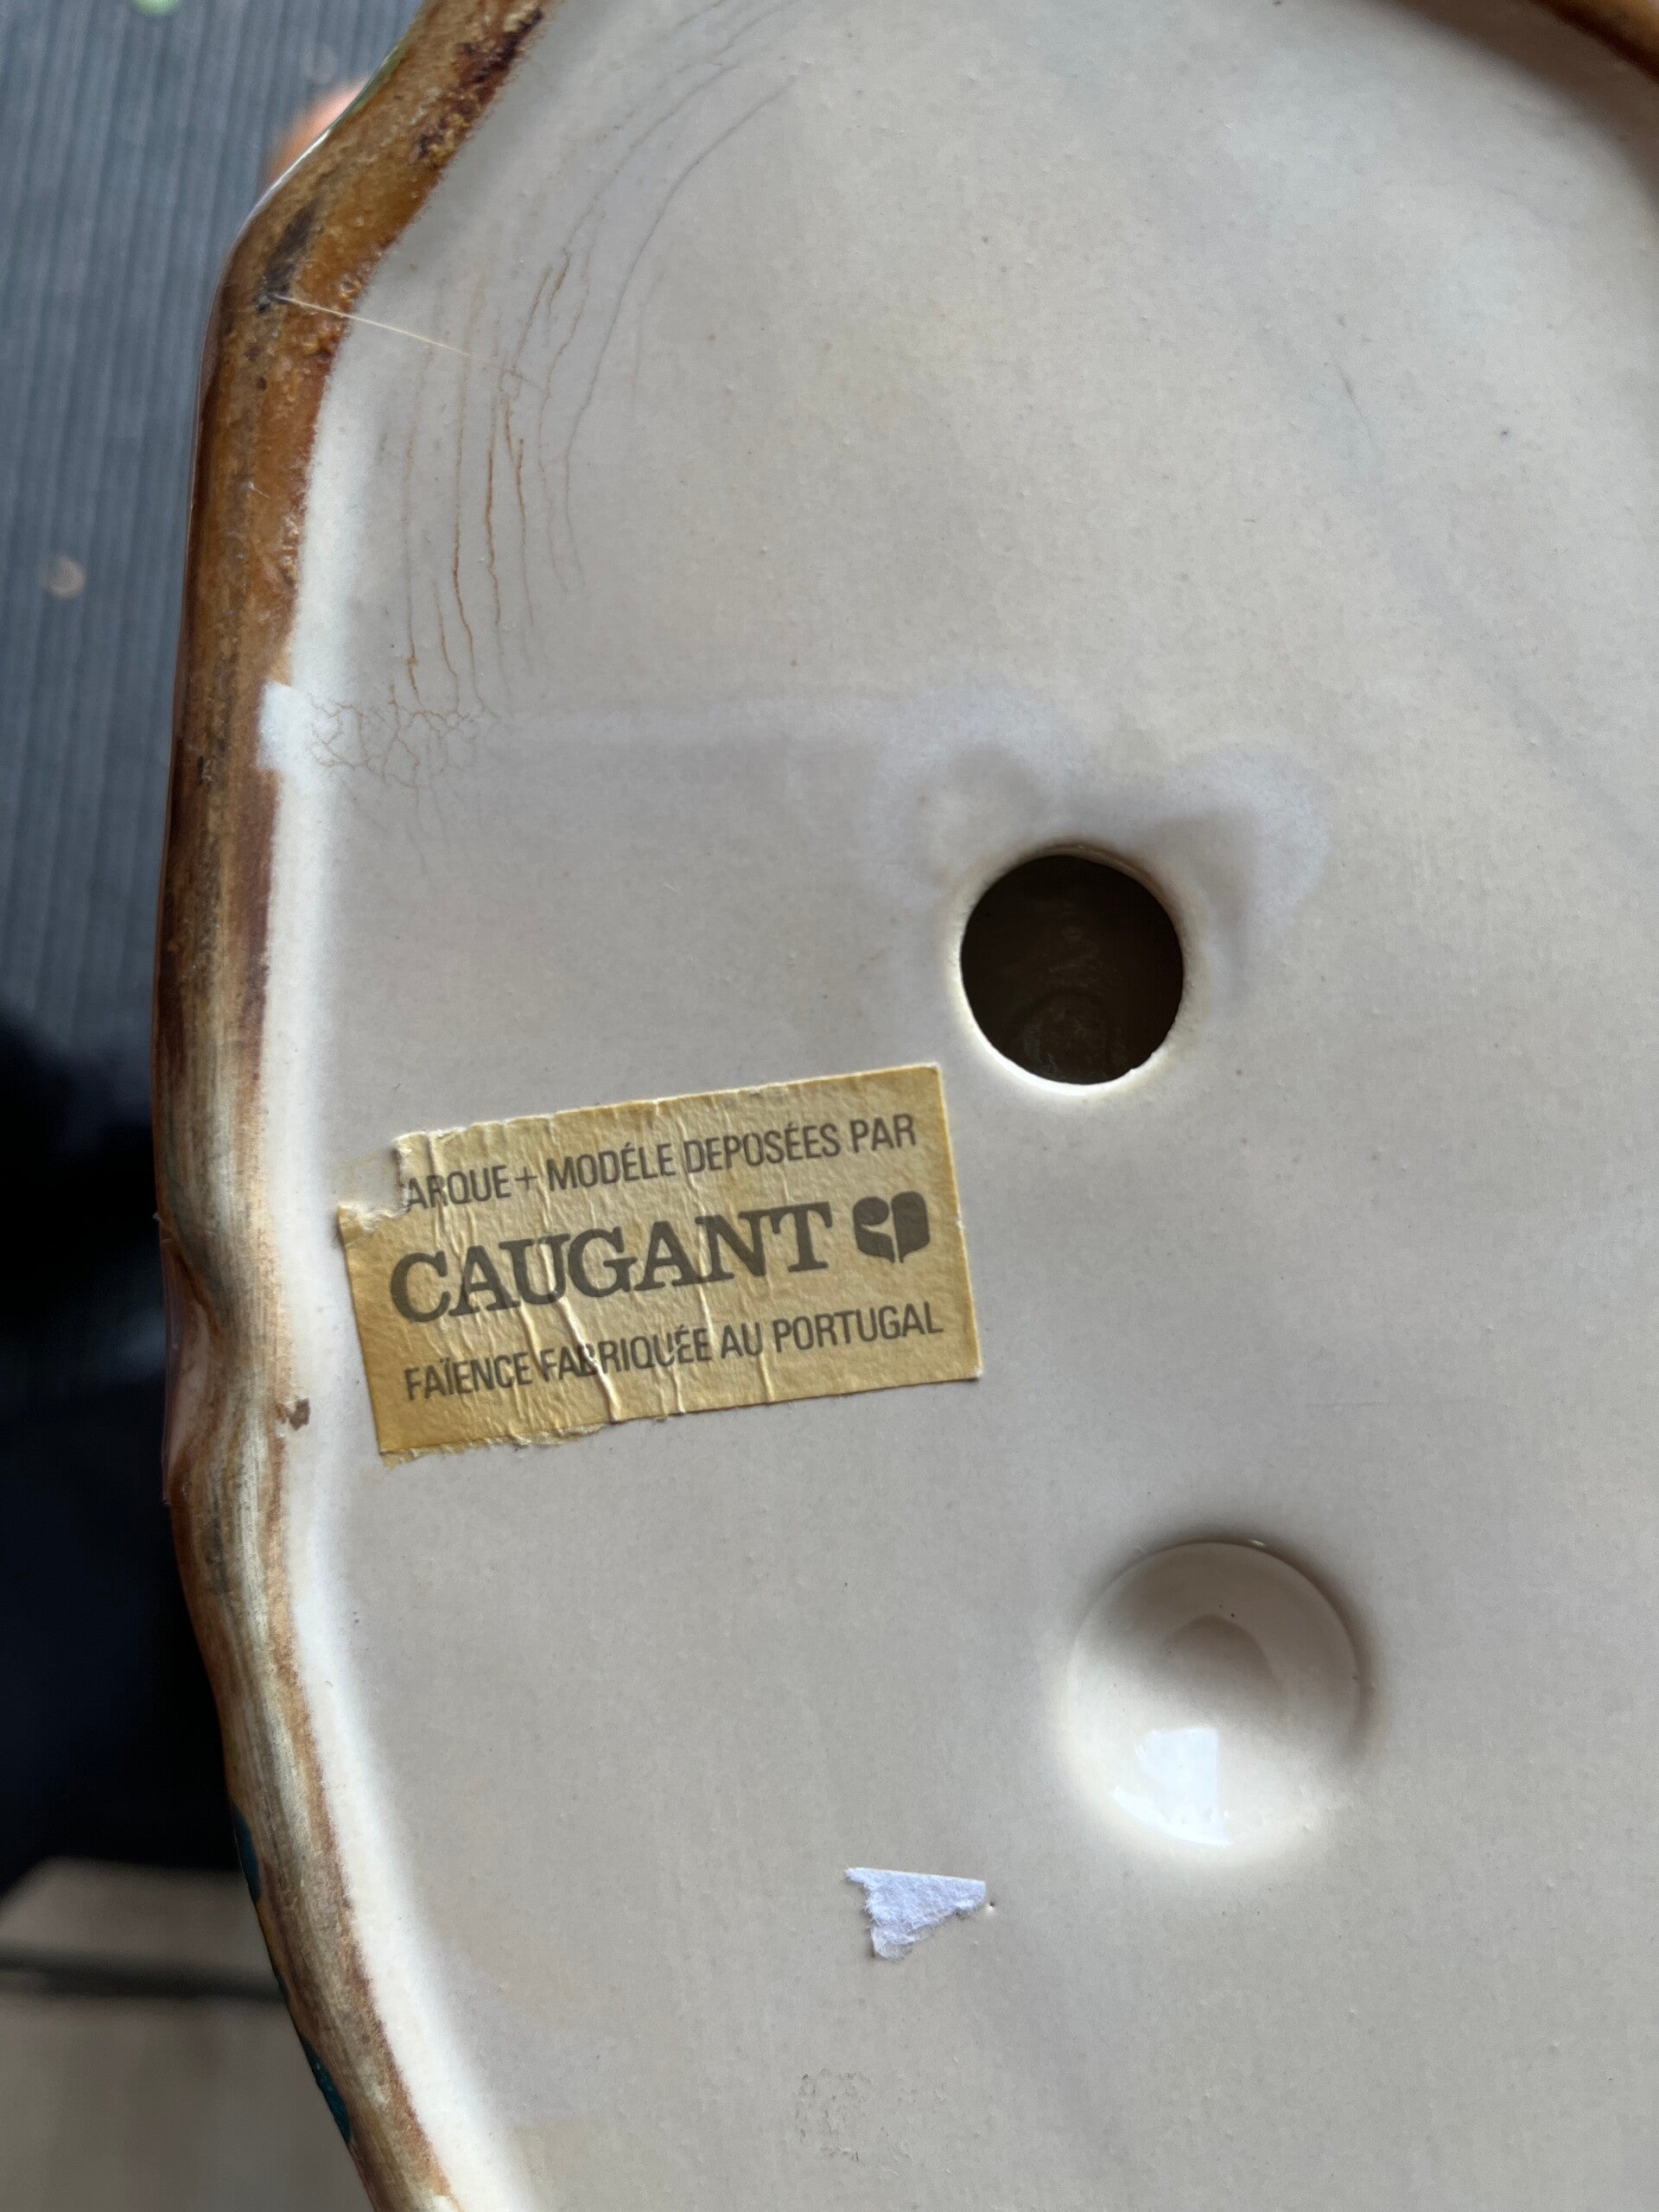 ARQUE + MODÉLE DEPOSÉES PAR
CAUGANT
FAÏENCE FABRIQUÉE AU PORTUGAL